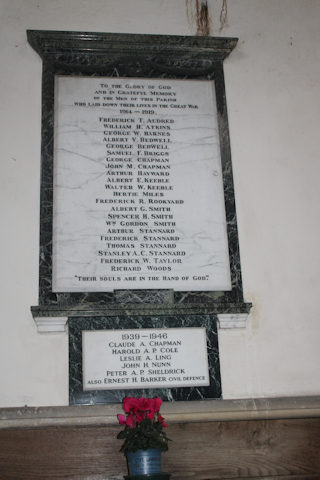 TO THE GLORY OF GOD
AND IN GRATEFUL MEMORY
OF THE MEN OF THIS PARISH
WHO LAID DOWN THEIR LIVES IN THE GREAT WAR
1914–1919.
FREDERICK T. ALDRED
WILLIAM H. ATKINS
GEORGE W. BARNES
ALBERT V. BEDWELL
GEORGE BEDWELL
SAMUEL F. BRIGGS
GEORGE CHAPMAN
JOHN M. CHAPMAN
ARTHUR HAYWARD
ALBERT E. KEEBLE
WALTER W. KEEBLE
BERTIE MILES
FREDERICK R. ROOKYARD
ALBERT G. SMITH
SPENCER H. SMITH
WM GORDON SMITH
ARTHUR STANNARD
FREDERICK STANNARD
THOMAS STANNARD
STANLEY A.C. STANNARD
FREDERICK W. TAYLOR
RICHARD WOODS
"THEIR SOULS ARE IN THE HAND OF GOD".
1939–1946
CLAUDE A. CHAPMAN
HAROLD A. P. COLE
LESLIE A. LING
JOHN H. NUNN
PETER A. P. SHELDRICK
ALSO ERNEST H. BARKER CIVIL DEFENCE